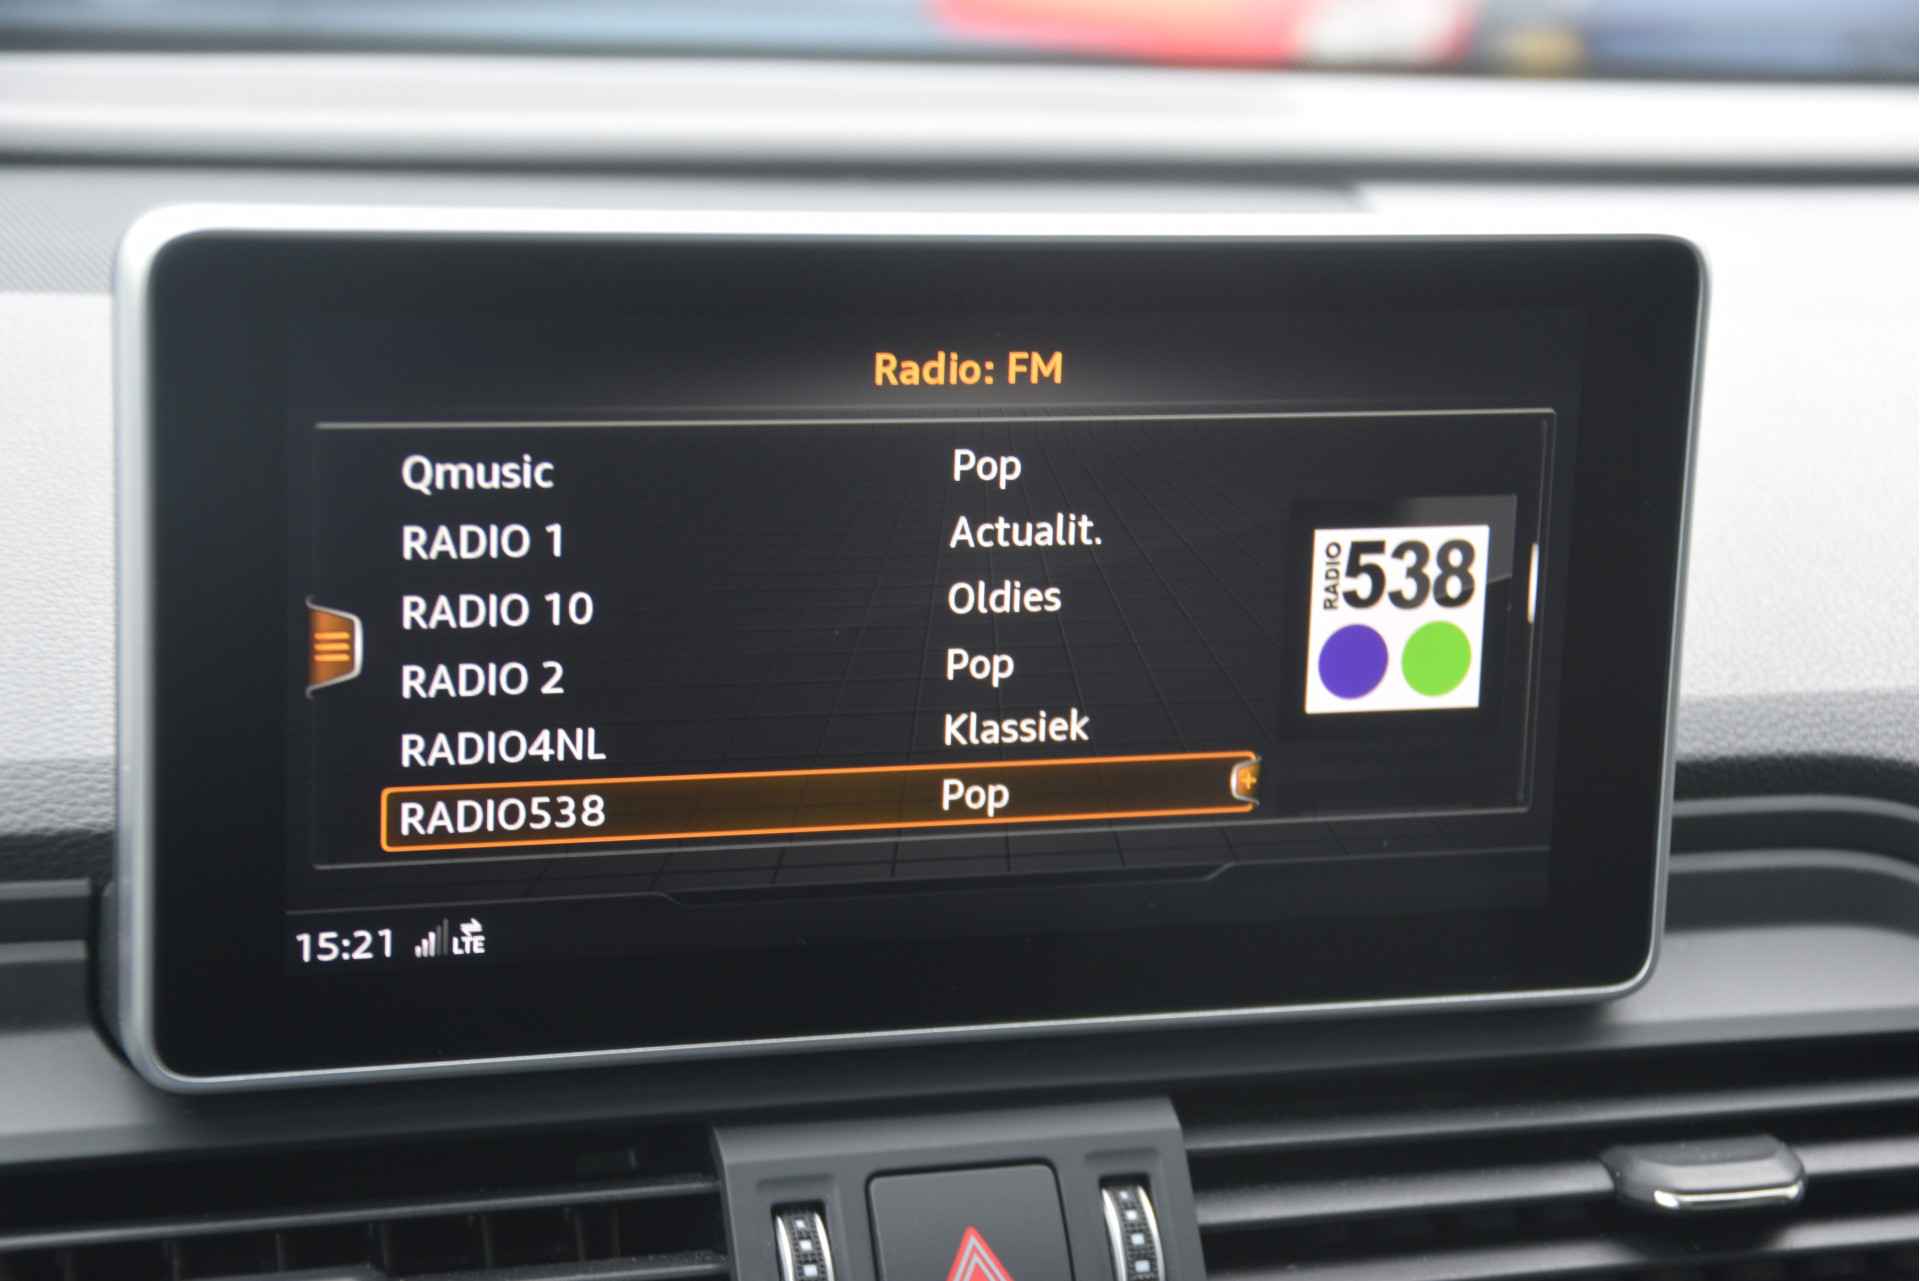 Radio: FM
Qmusic Pop
RADIO 1 Actualit.
RADIO 10 Oldies
RADIO 2 Pop
RADIO4NL Klassiek
RADIO538 Pop
RADIO 538
15:21 LTE